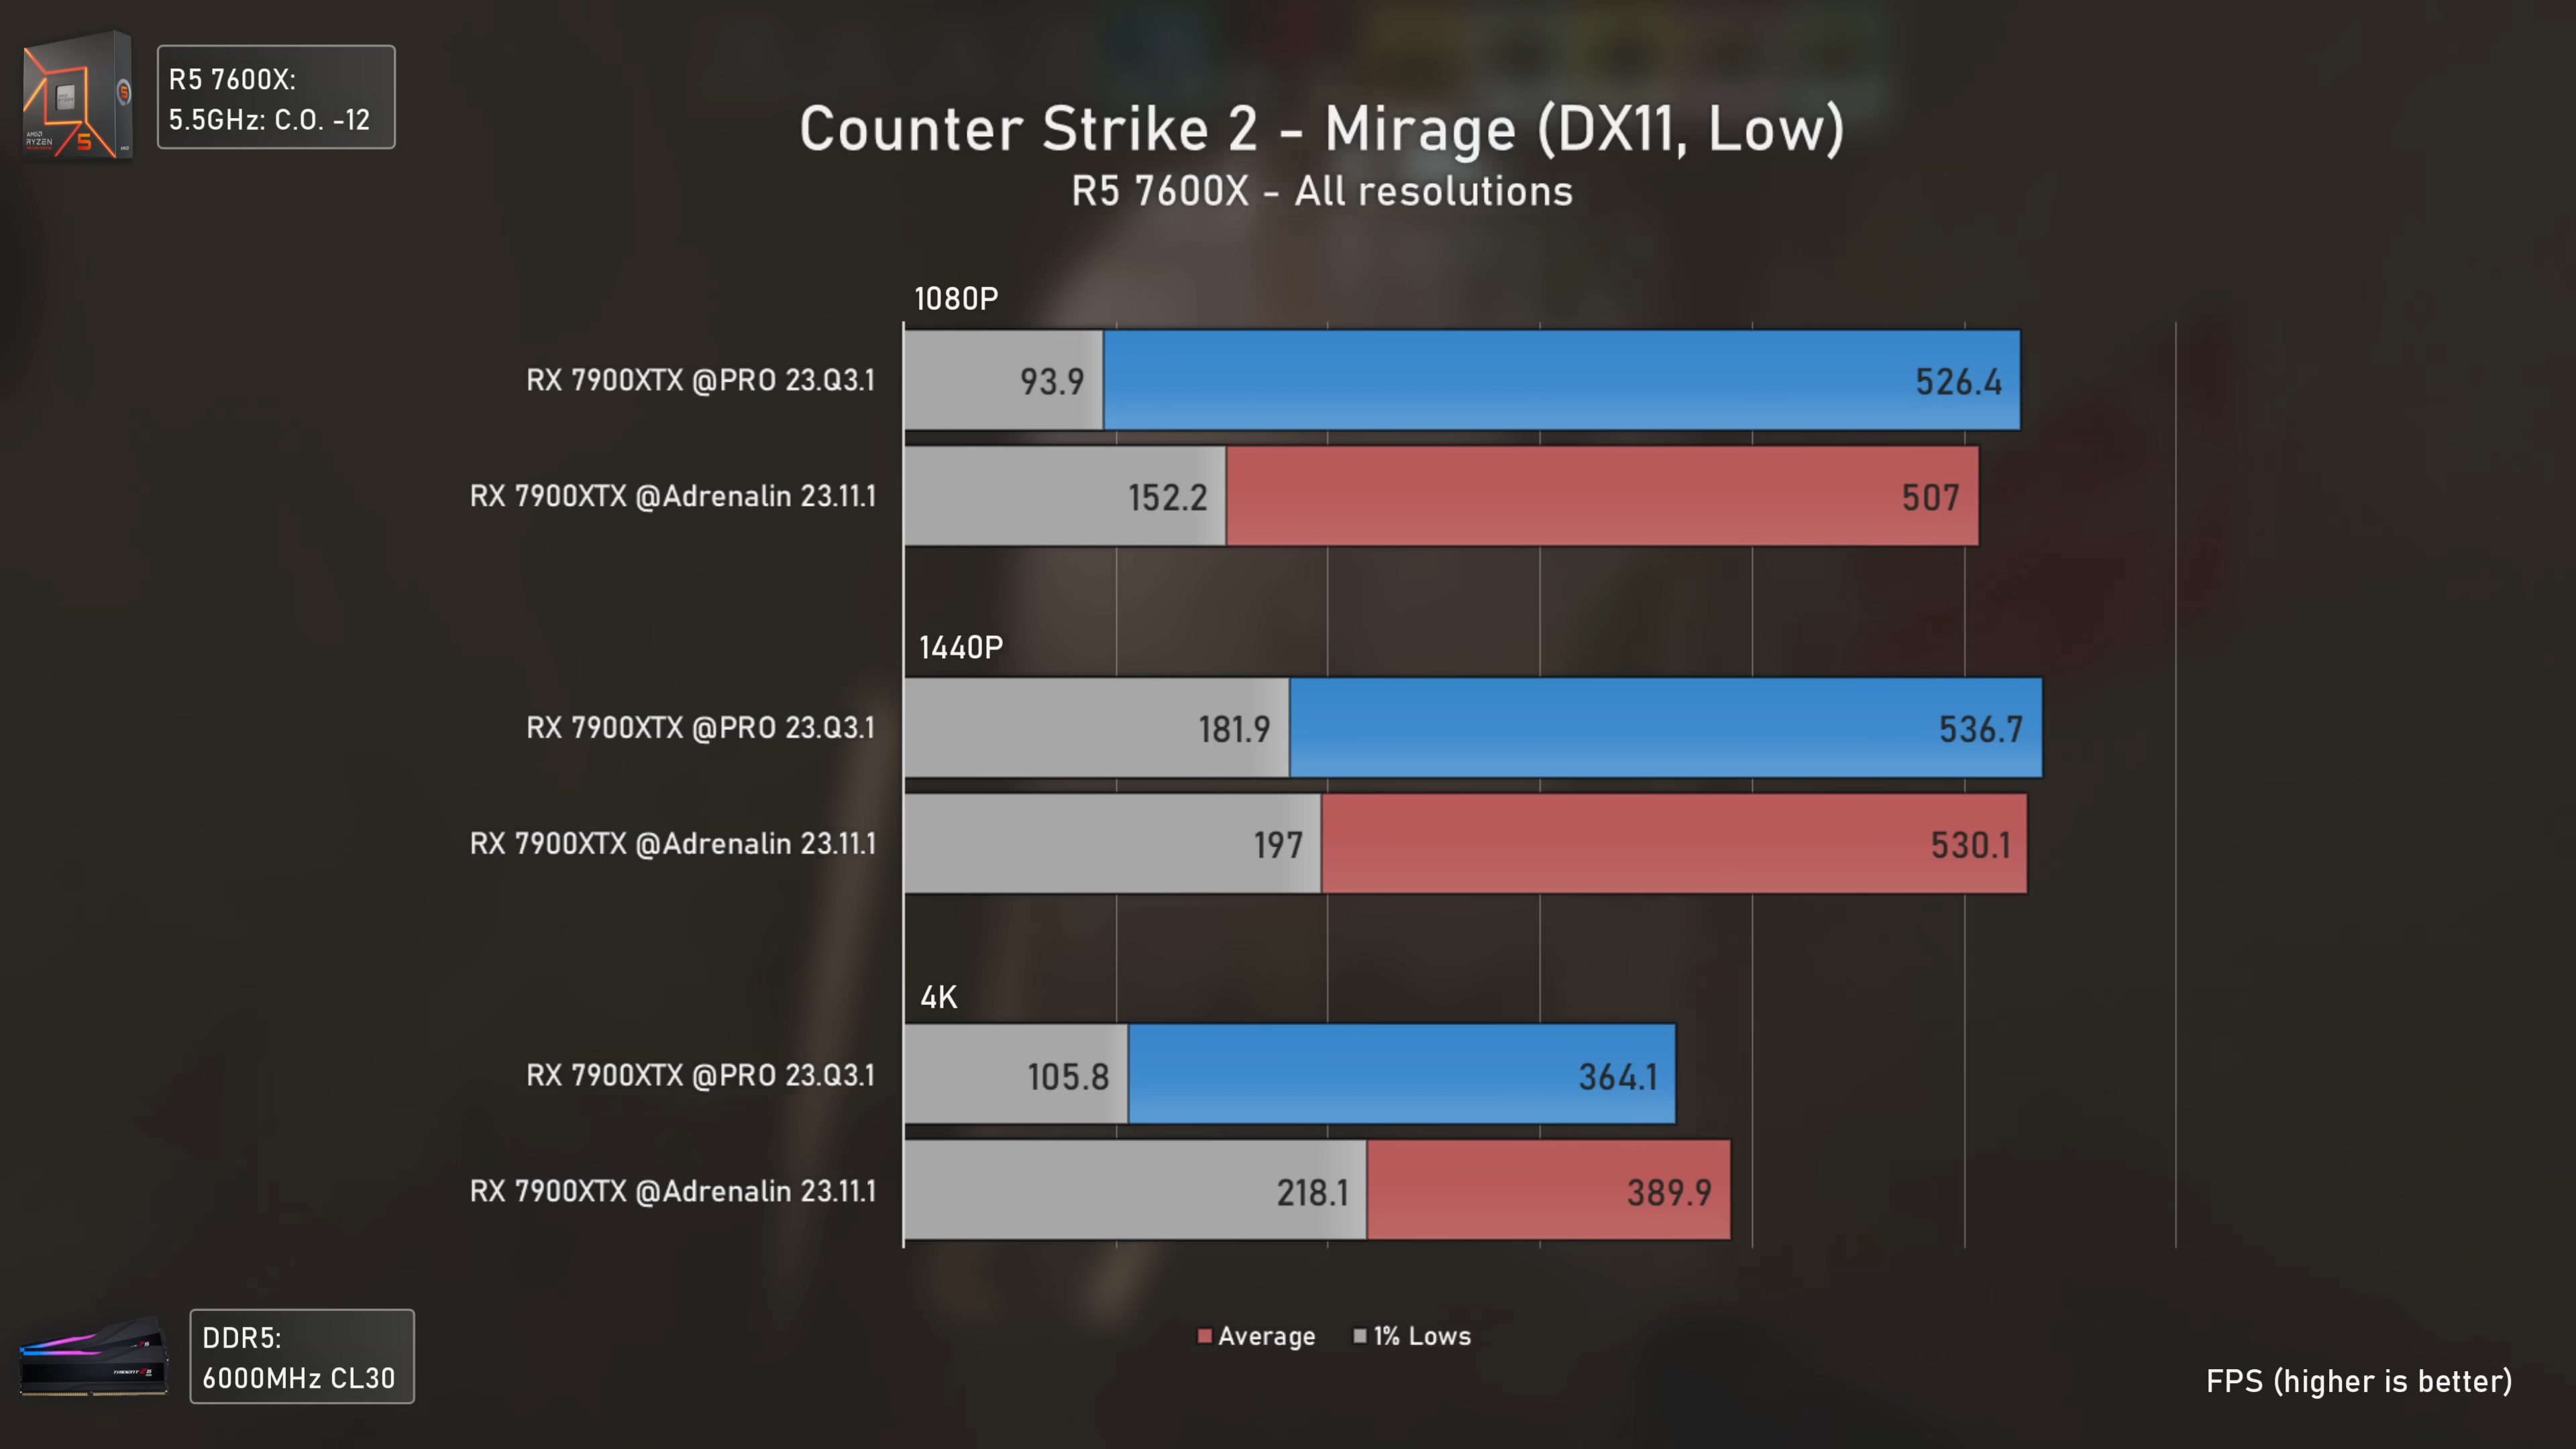 R5 7600X:
5.5GHz: C.O. -12
AMD
RYZEN
5
5
Counter Strike 2 - Mirage (DX11, Low)
R5 7600X - All resolutions
1080P
RX 7900XTX @PRO 23.Q3.1 93.9 526.4
RX 7900XTX @Adrenalin 23.11.1 152.2 507
1440P
RX 7900XTX @PRO 23.Q3.1 181.9 536.7
RX 7900XTX @Adrenalin 23.11.1 197 530.1
4K
RX 7900XTX @PRO 23.Q3.1 105.8 364.1
RX 7900XTX @Adrenalin 23.11.1 218.1 389.9
Average 1% Lows
DDR5:
6000MHz CL30
FPS (higher is better)